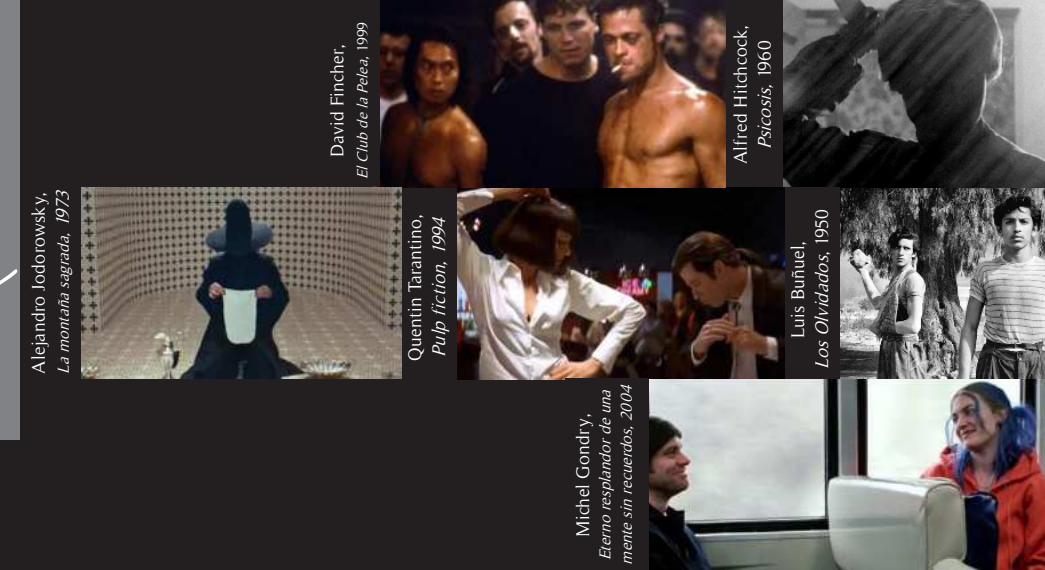 David Fincher,
El Club de la Pelea, 1999
Alfred Hitchcock,
Psicosis, 1960
Alejandro Jodorowsky,
La montaña sagrada, 1973
Quentin Tarantino,
Pulp fiction, 1994
Luis Buñuel,
Los Olvidados, 1950
Michel Gondry,
Eterno resplandor de una
mente sin recuerdos, 2004